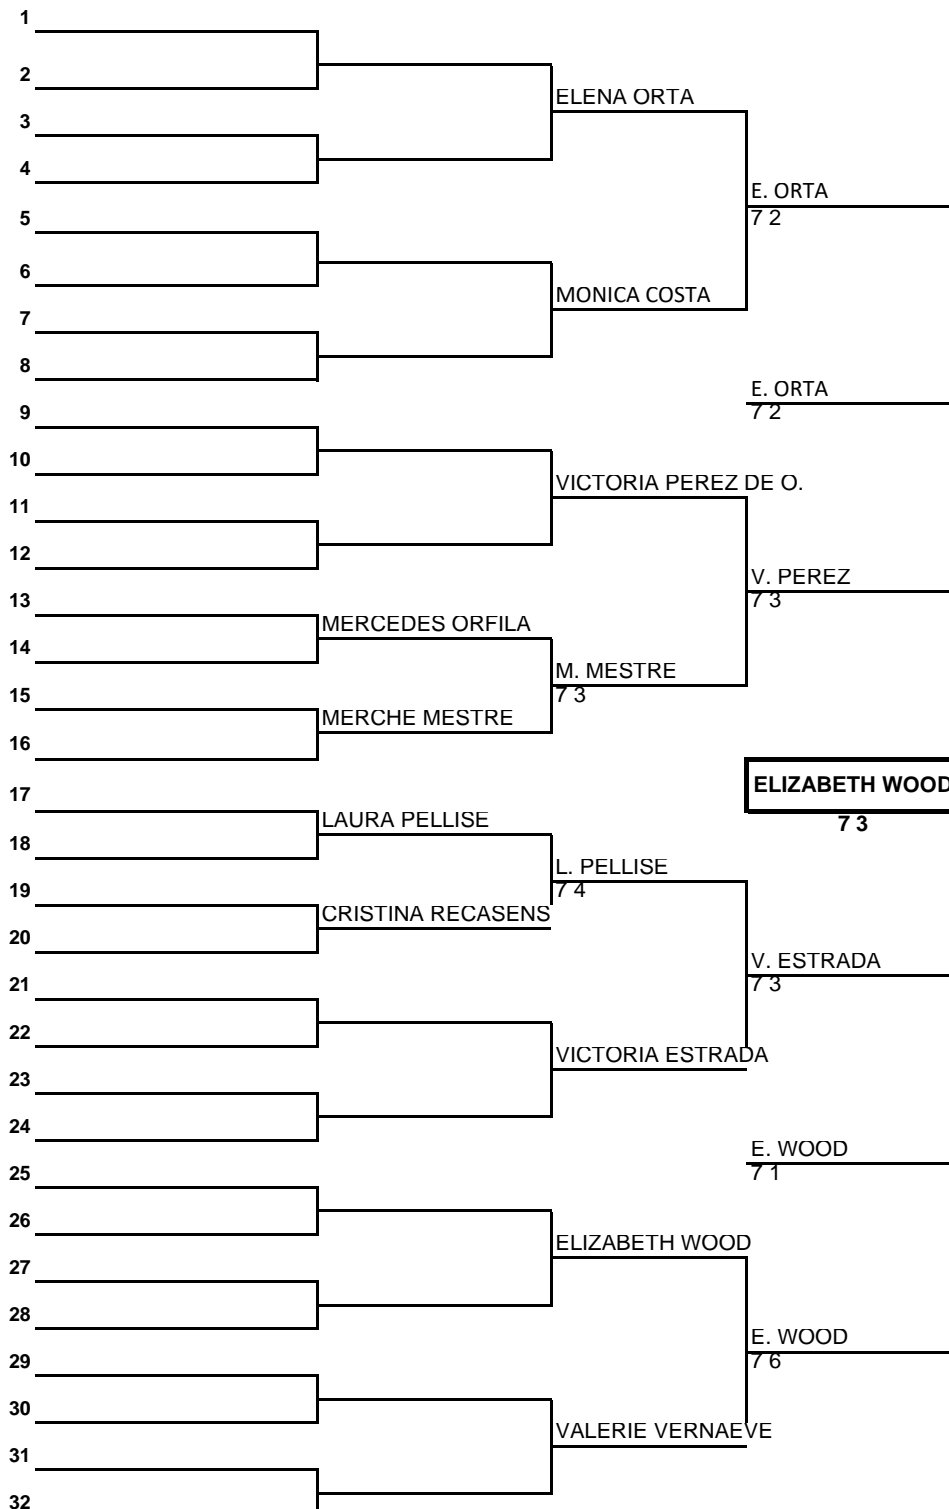 1
2
ELENA ORTA
3
4
E. ORTA
5
7 2
6
MONICA COSTA
7
8
E. ORTA
9
7 2
10
VICTORIA PEREZ DE O.
11
12
V. PEREZ
13
7 3
MERCEDES ORFILA
14
M. MESTRE
15
7 3
MERCHE MESTRE
16
ELIZABETH WOOD
17
7 3
LAURA PELLISE
18
L. PELLISE
19
7 4
CRISTINA RECASENS
20
V. ESTRADA
21
7 3
22
VICTORIA ESTRADA
23
24
E. WOOD
25
7 1
26
ELIZABETH WOOD
27
28
E. WOOD
29
7 6
30
VALERIE VERNAEVE
31
32